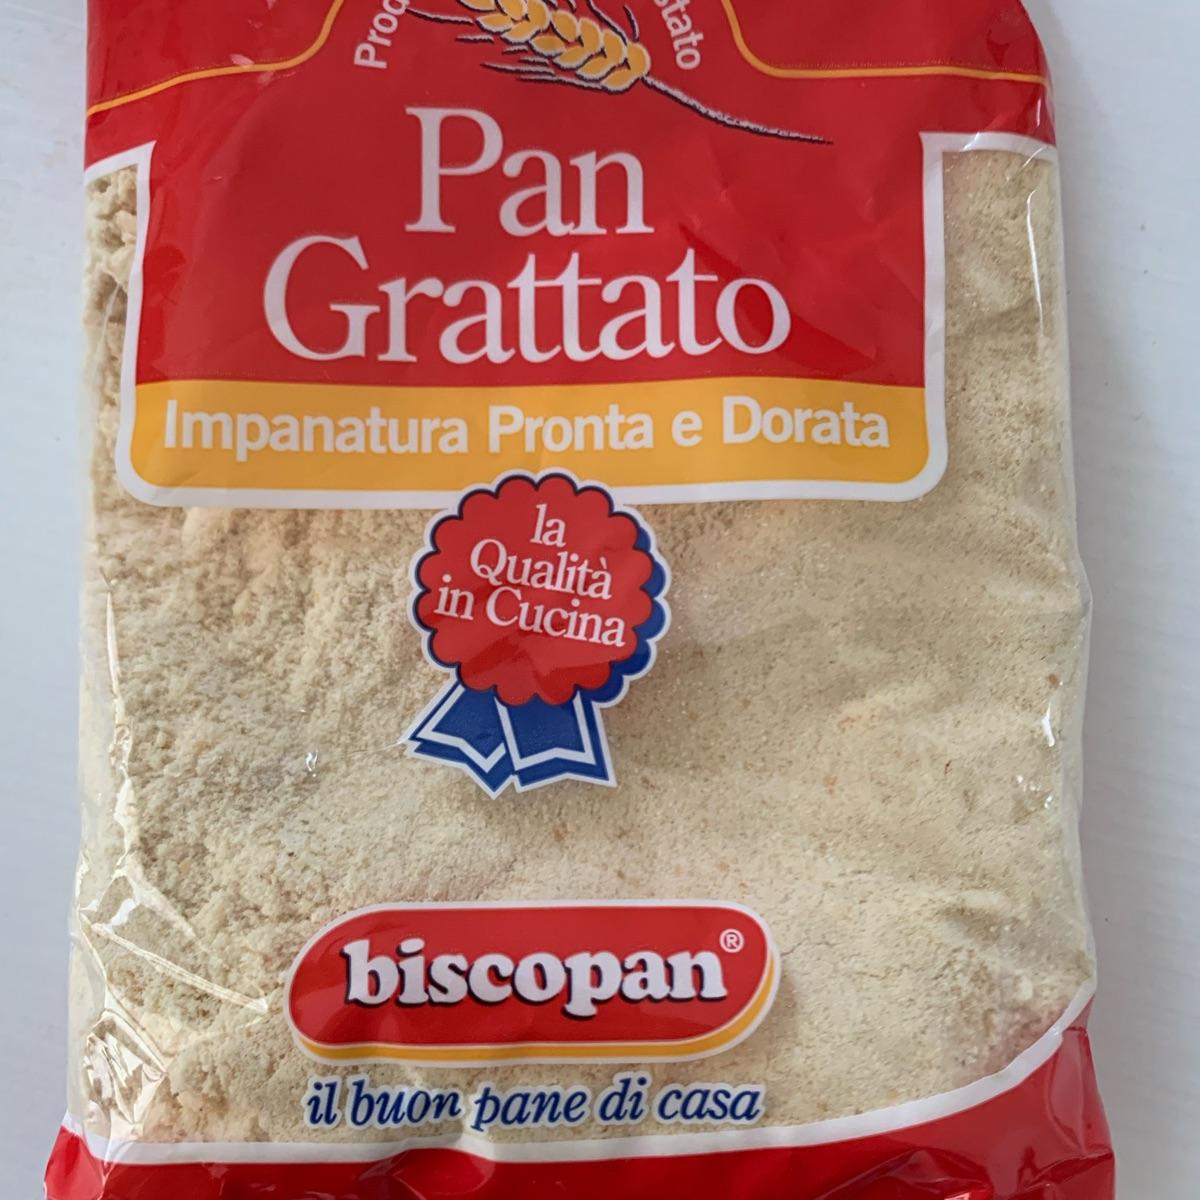 Pan
Grattato
Impanatura Pronta e Dorata
la
Qualità
in Cucina
biscopan®
il buon pane di casa